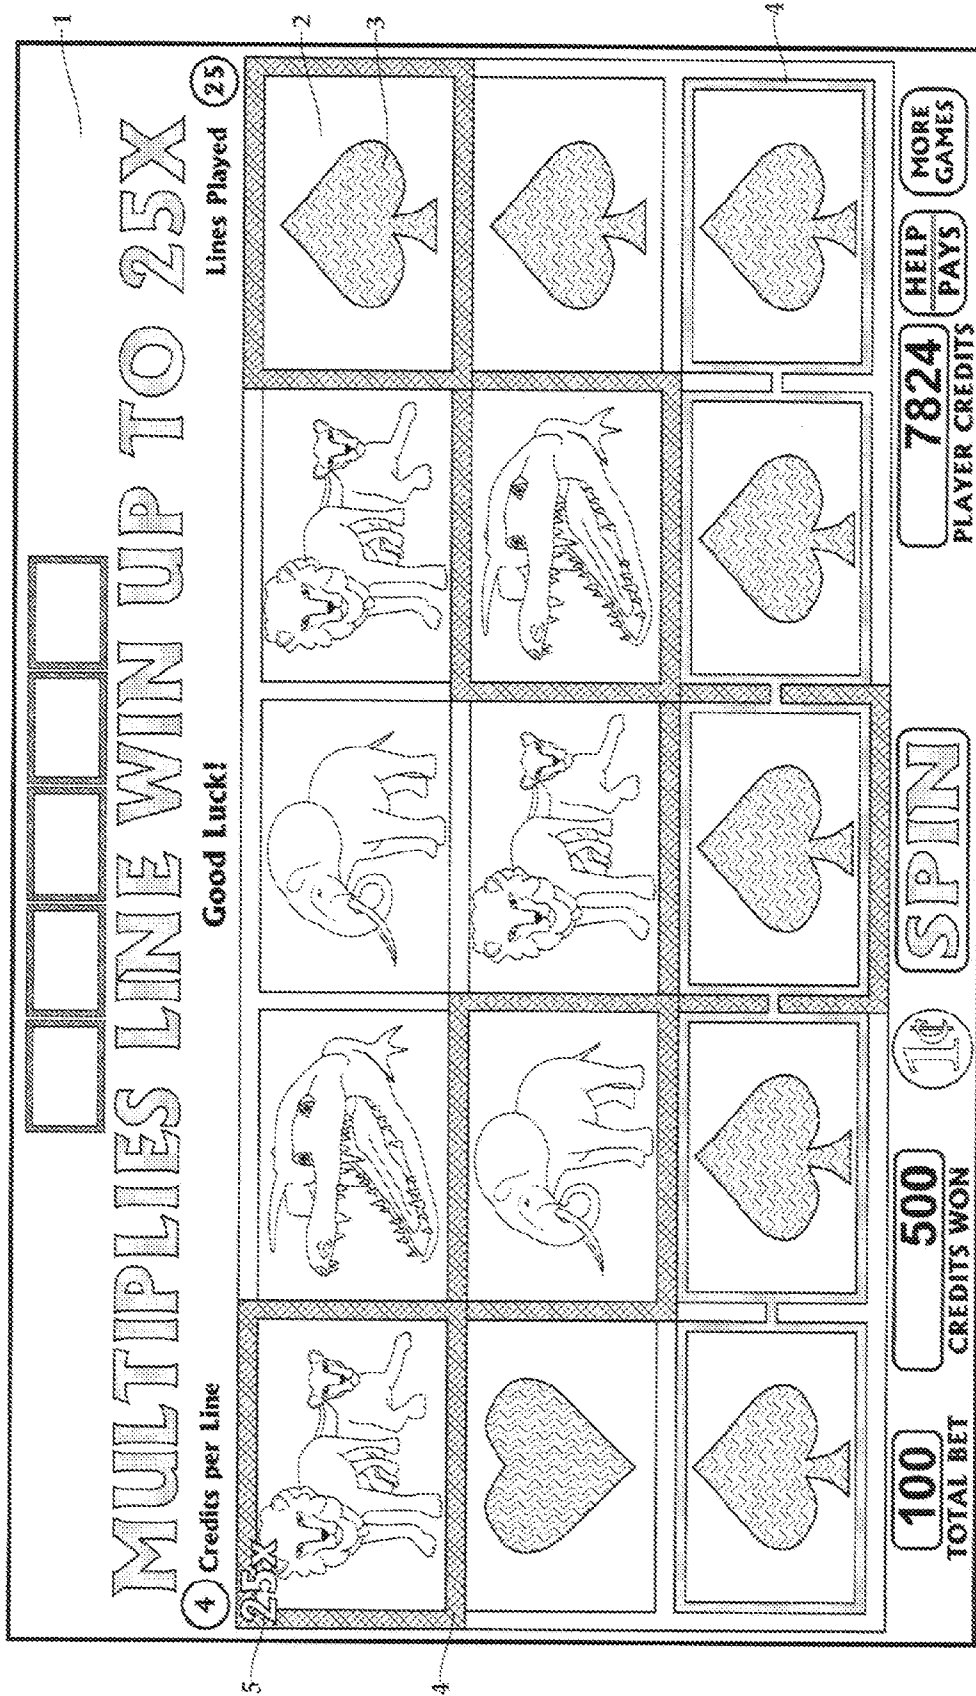 1
MULTIPLIES LINE WIN UP TO 25X
4 Credits per Line
Good Luck!
Lines Played 25
25X
5
4
2
3
4
100
TOTAL BET
500
CREDITS WON
1¢
SPIN
7824
PLAYER CREDITS
HELP
PAYS
MORE
GAMES